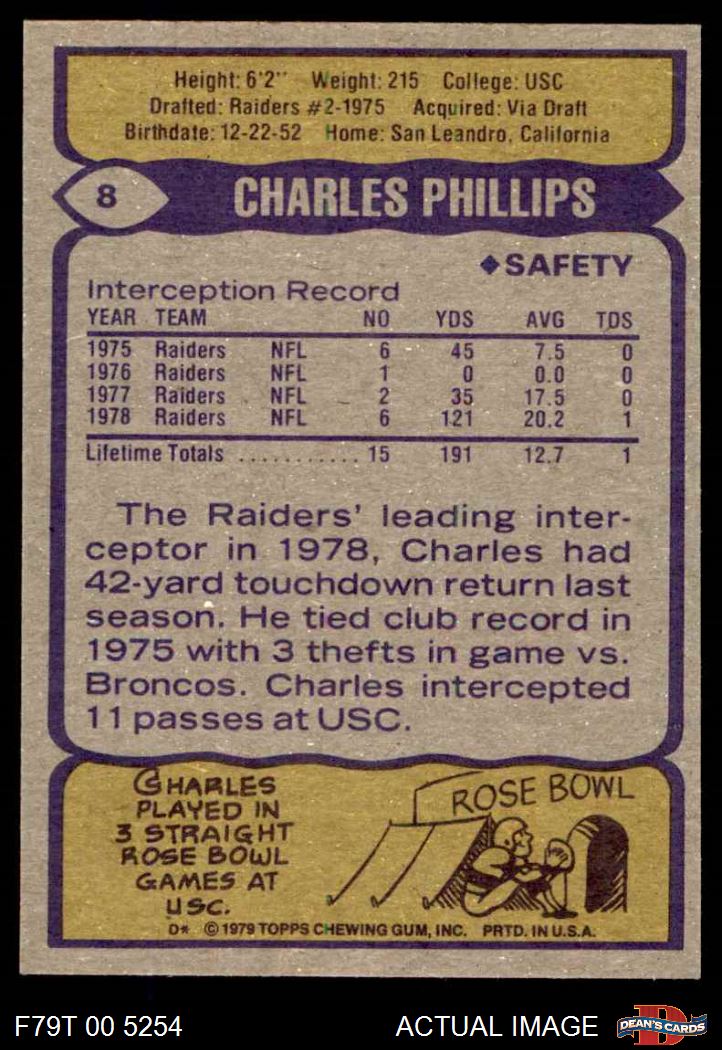 Height: 6'2" Weight: 215 College: USC
Drafted: Raiders #2-1975 Acquired: Via Draft
Birthdate: 12-22-52 Home: San Leandro, California
8 CHARLES PHILLIPS
◆SAFETY
Interception Record
YEAR TEAM NO YDS AVG TDS
1975 Raiders NFL 6 45 7.5 0
1976 Raiders NFL 1 0 0.0 0
1977 Raiders NFL 2 35 17.5 0
1978 Raiders NFL 6 121 20.2 1
Lifetime Totals ........... 15 191 12.7 1
The Raiders' leading inter-
ceptor in 1978, Charles had
42-yard touchdown return last
season. He tied club record in
1975 with 3 thefts in game vs.
Broncos. Charles intercepted
11 passes at USC.
CHARLES
PLAYED IN
3 STRAIGHT
ROSE BOWL
GAMES AT
USC.
ROSE BOWL
D* ©1979 TOPPS CHEWING GUM, INC. PRTD. IN U.S.A.
F79T 00 5254 ACTUAL IMAGE
D
DEAN'S CARDS